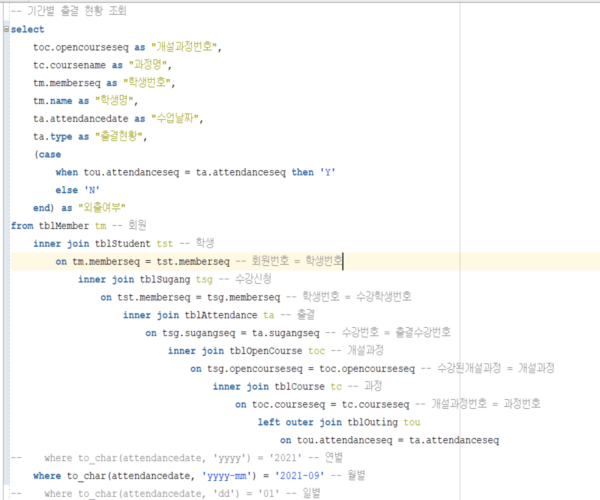 -- 기간별 출결 현황 조회
select
toc.opencourseseq as "개설과정번호",
tc.coursename as "과정명",
tm.memberseq as "학생번호",
tm.name as "학생명",
ta.attendancedate as "수업날짜",
ta.type as "출결현황",
(case
when tou.attendanceseq = ta.attendanceseq then 'Y'
else 'N'
end) as "외출여부"
from tblMember tm -- 회원
inner join tblStudent tst -- 학생
on tm.memberseq = tst.memberseq -- 회원번호 = 학생번호
inner join tblSugang tsg -- 수강신청
on tst.memberseq = tsg.memberseq -- 학생번호 = 수강학생번호
inner join tblAttendance ta -- 출결
on tsg.sugangseq = ta.sugangseq -- 수강번호 = 출결수강번호
inner join tblOpenCourse toc -- 개설과정
on tsg.opencourseseq = toc.opencourseseq -- 수강된개설과정 = 개설과정
inner join tblCourse tc -- 과정
on toc.courseseq = tc.courseseq -- 개설과정번호 = 과정번호
left outer join tblOuting tou
on tou.attendanceseq = ta.attendanceseq
-- where to_char(attendancedate, 'yyyy') = '2021' -- 연별
where to_char(attendancedate, 'yyyy-mm') = '2021-09' -- 월별
-- where to_char(attendancedate, 'dd') = '01' -- 일별